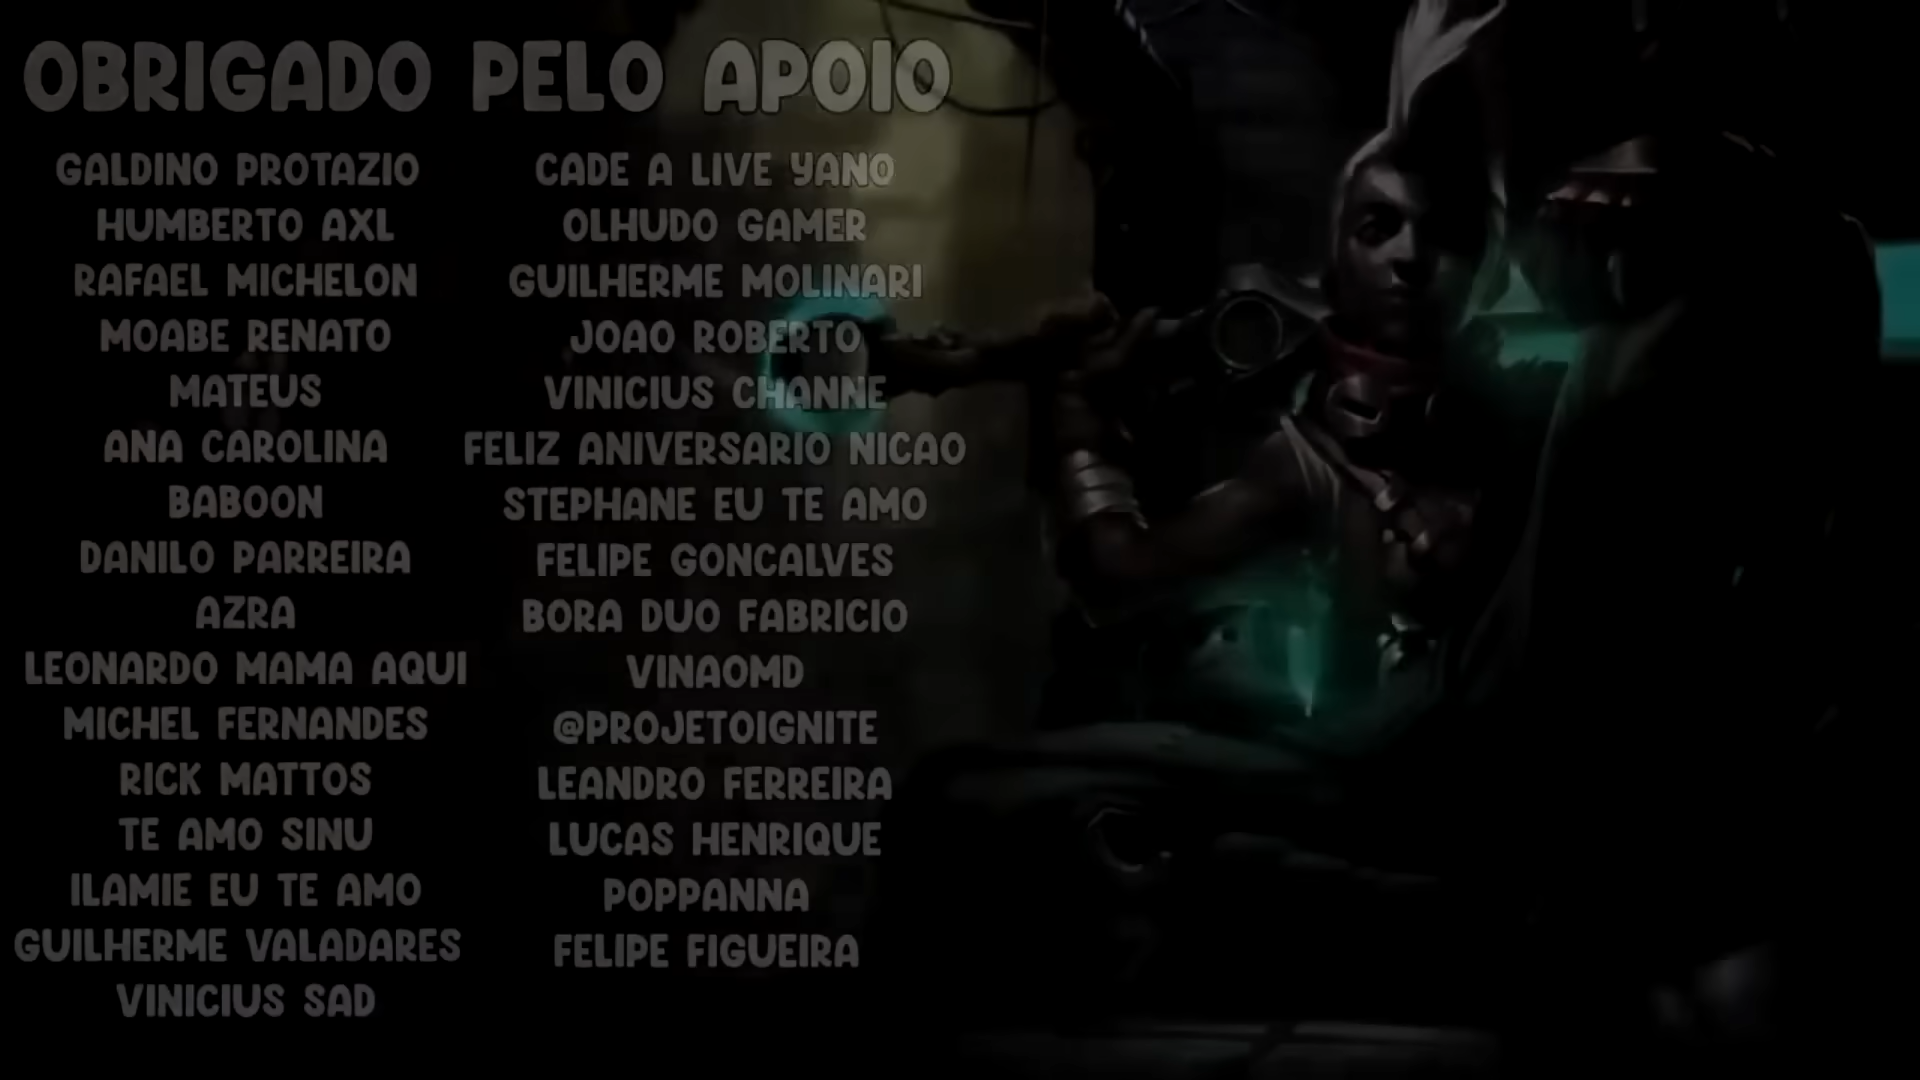 OBRIGADO PELO APOIO
GALDINO PROTAZIO
HUMBERTO AXL
RAFAEL MICHELON
MOABE RENATO
MATEUS
ANA CAROLINA
BABOON
DANILO PARREIRA
AZRA
LEONARDO MAMA AQUI
MICHEL FERNANDES
RICK MATTOS
TE AMO SINU
ILAMIE EU TE AMO
GUILHERME VALADARES
VINICIUS SAD
CADE A LIVE YANO
OLHUDO GAMER
GUILHERME MOLINARI
JOAO ROBERTO
VINICIUS CHANNE
FELIZ ANIVERSARIO NICAO
STEPHANE EU TE AMO
FELIPE GONCALVES
BORA DUO FABRICIO
VINAOMD
@PROJETOIGNITE
LEANDRO FERREIRA
LUCAS HENRIQUE
POPPANNA
FELIPE FIGUEIRA